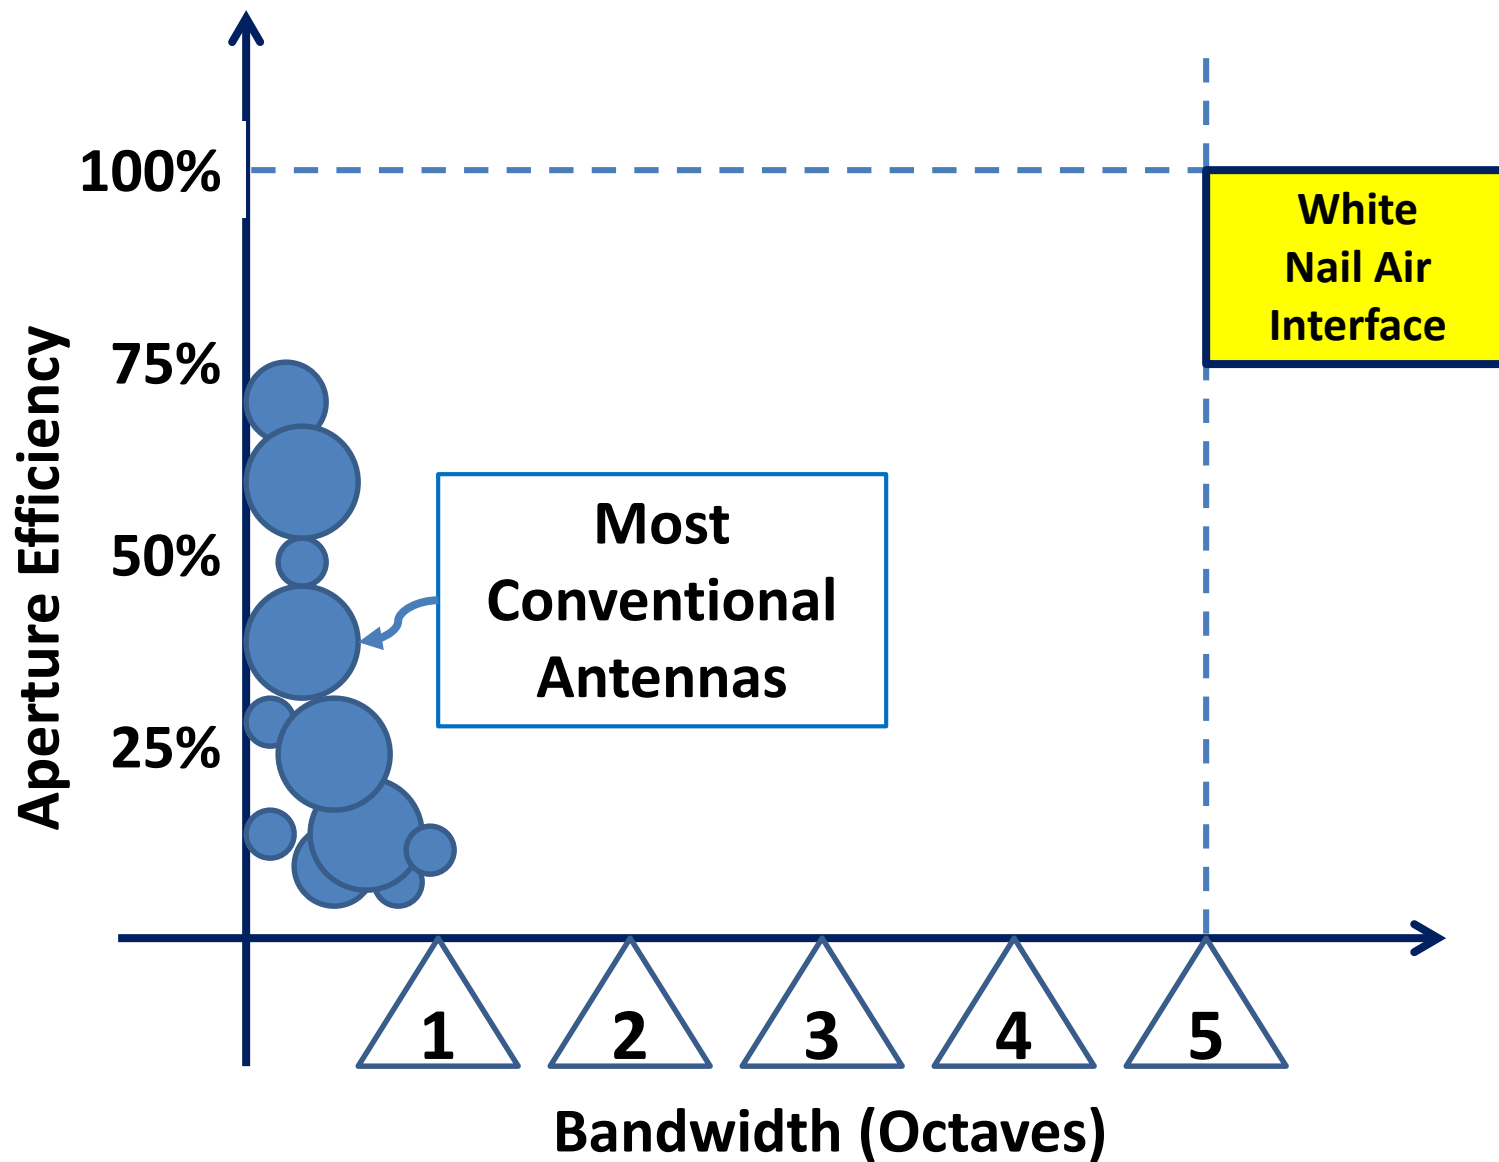 100%
White
Nail Air
Interface
75%
Most
Conventional
Antennas
50%
25%
Aperture Efficiency
1
2
3
4
5
Bandwidth (Octaves)